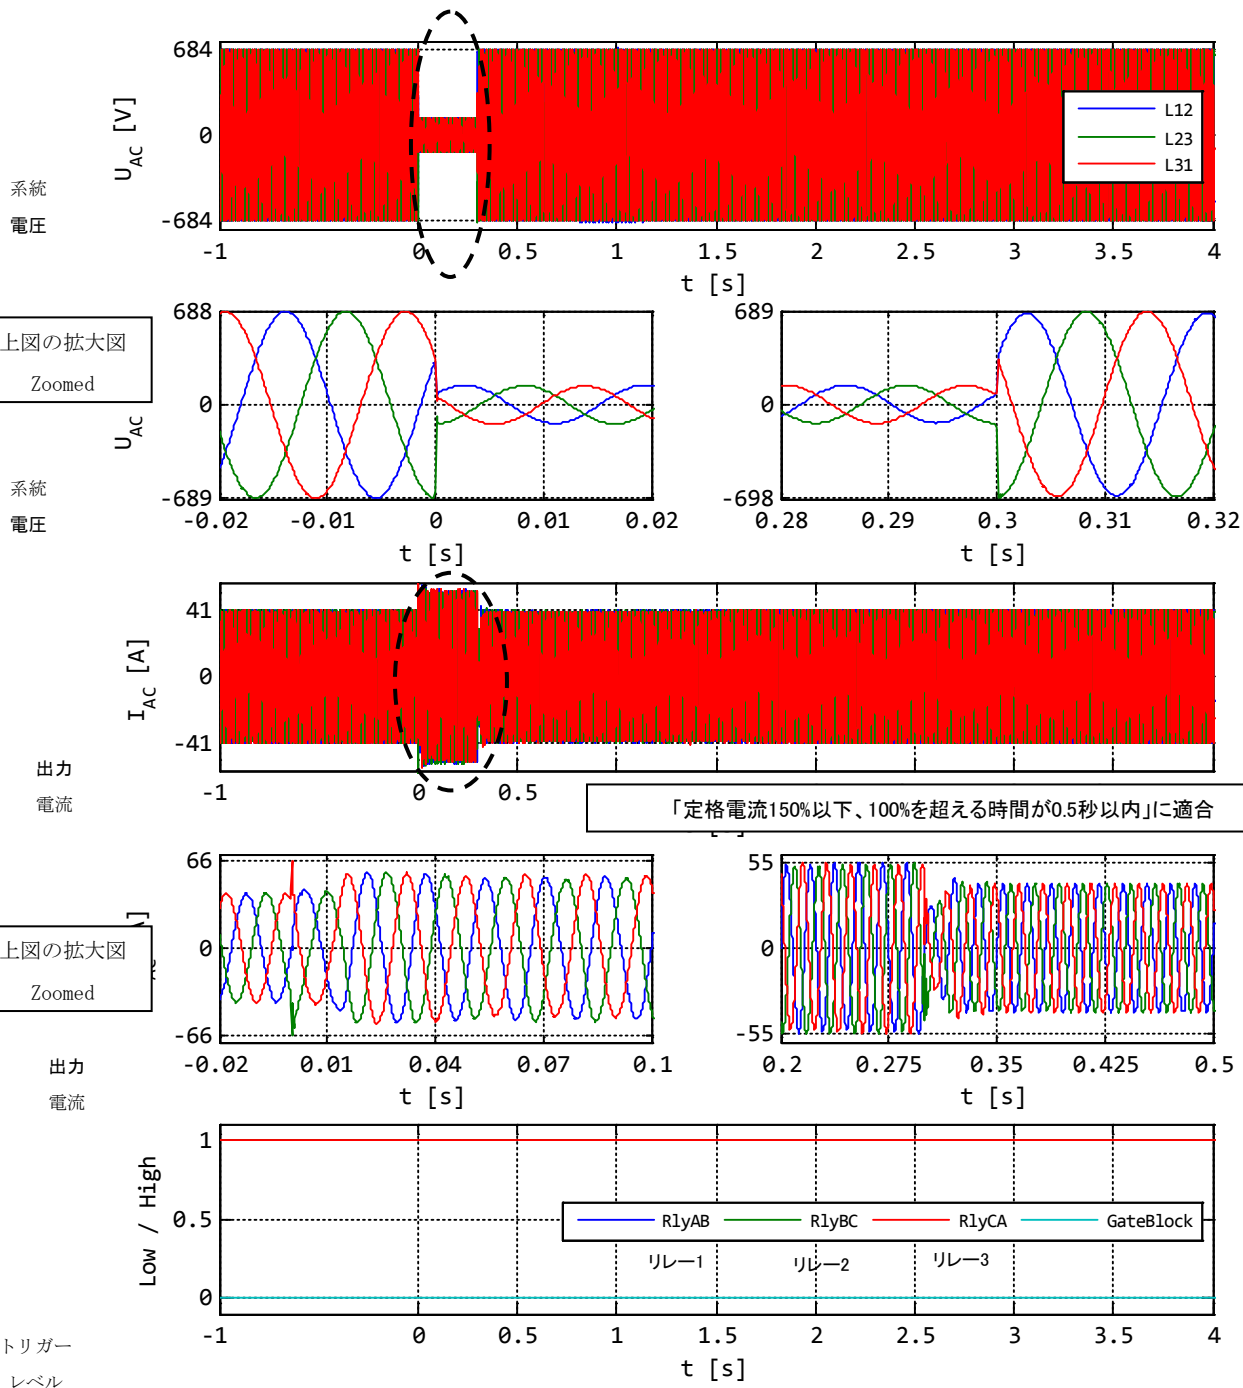 684
0
-684
U_AC [V]
系統
電圧
L12
L23
L31
-1 0 0.5 1 1.5 2 2.5 3 3.5 4
t [s]
上図の拡大図
Zoomed
688
0
-689
U_AC
系統
電圧
-0.02 -0.01 0 0.01 0.02
t [s]
689
0
-698
0.28 0.29 0.3 0.31 0.32
t [s]
41
0
-41
I_AC [A]
出力
電流
-1 0 0.5
「定格電流150%以下、100%を超える時間が0.5秒以内」に適合
66
0
-66
上図の拡大図
Zoomed
出力
電流
-0.02 0.01 0.04 0.07 0.1
t [s]
55
0
-55
0.2 0.275 0.35 0.425 0.5
t [s]
1
0.5
0
Low / High
RlyAB RlyBC RlyCA GateBlock
リレー1 リレー2 リレー3
-1 0 0.5 1 1.5 2 2.5 3 3.5 4
t [s]
トリガー
レベル